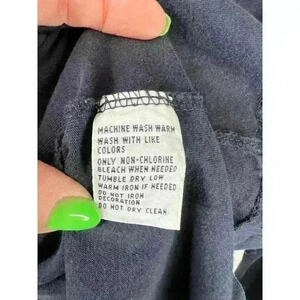 MACHINE WASH WARM
WASH WITH LIKE
COLORS
ONLY NON-CHLORINE
BLEACH WHEN NEEDED
TUMBLE DRY LOW
WARM IRON IF NEEDED
DO NOT IRON
DECORATION
DO NOT DRY CLEAN